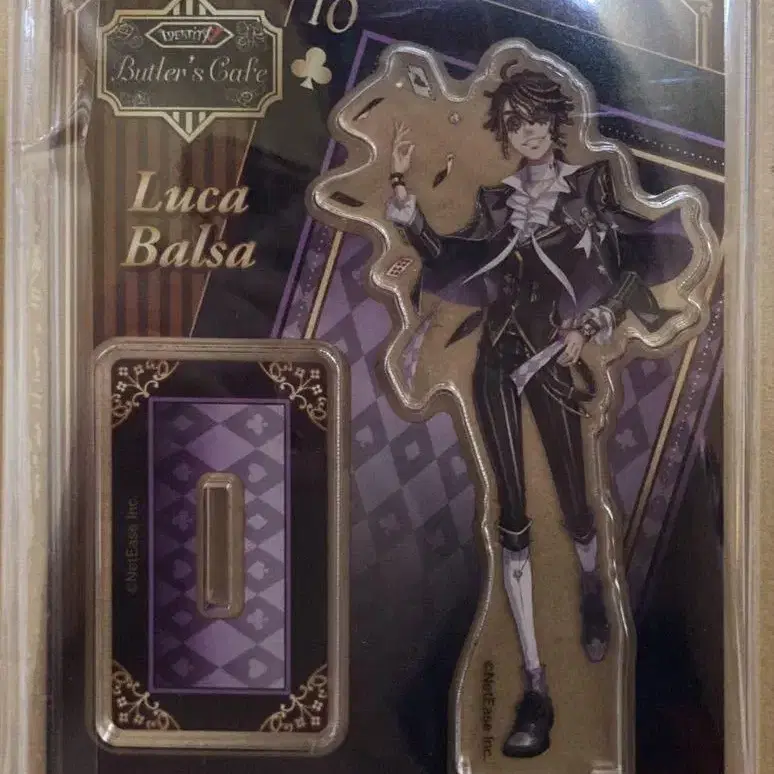 10
IDENTITY V
Butler's Cafe
Luca
Balsa
©NetEase Inc.
©NetEase Inc.